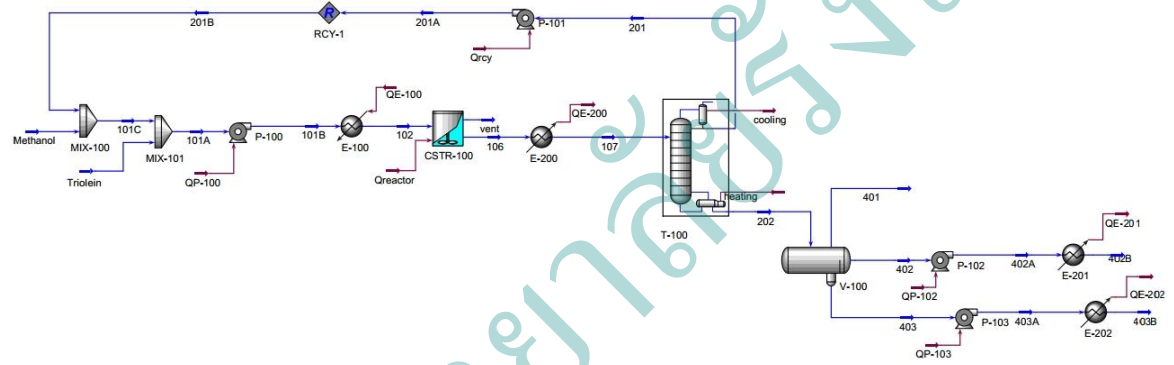 201B
R
RCY-1
201A
P-101
201
Qrcy
Methanol
MIX-100
101C
Triolein
MIX-101
101A
QP-100
P-100
101B
QE-100
E-100
102
Qreactor
CSTR-100
vent
106
QE-200
E-200
107
cooling
heating
T-100
202
401
V-100
402
QP-102
P-102
402A
QE-201
E-201
402B
403
QP-103
P-103
403A
QE-202
E-202
403B